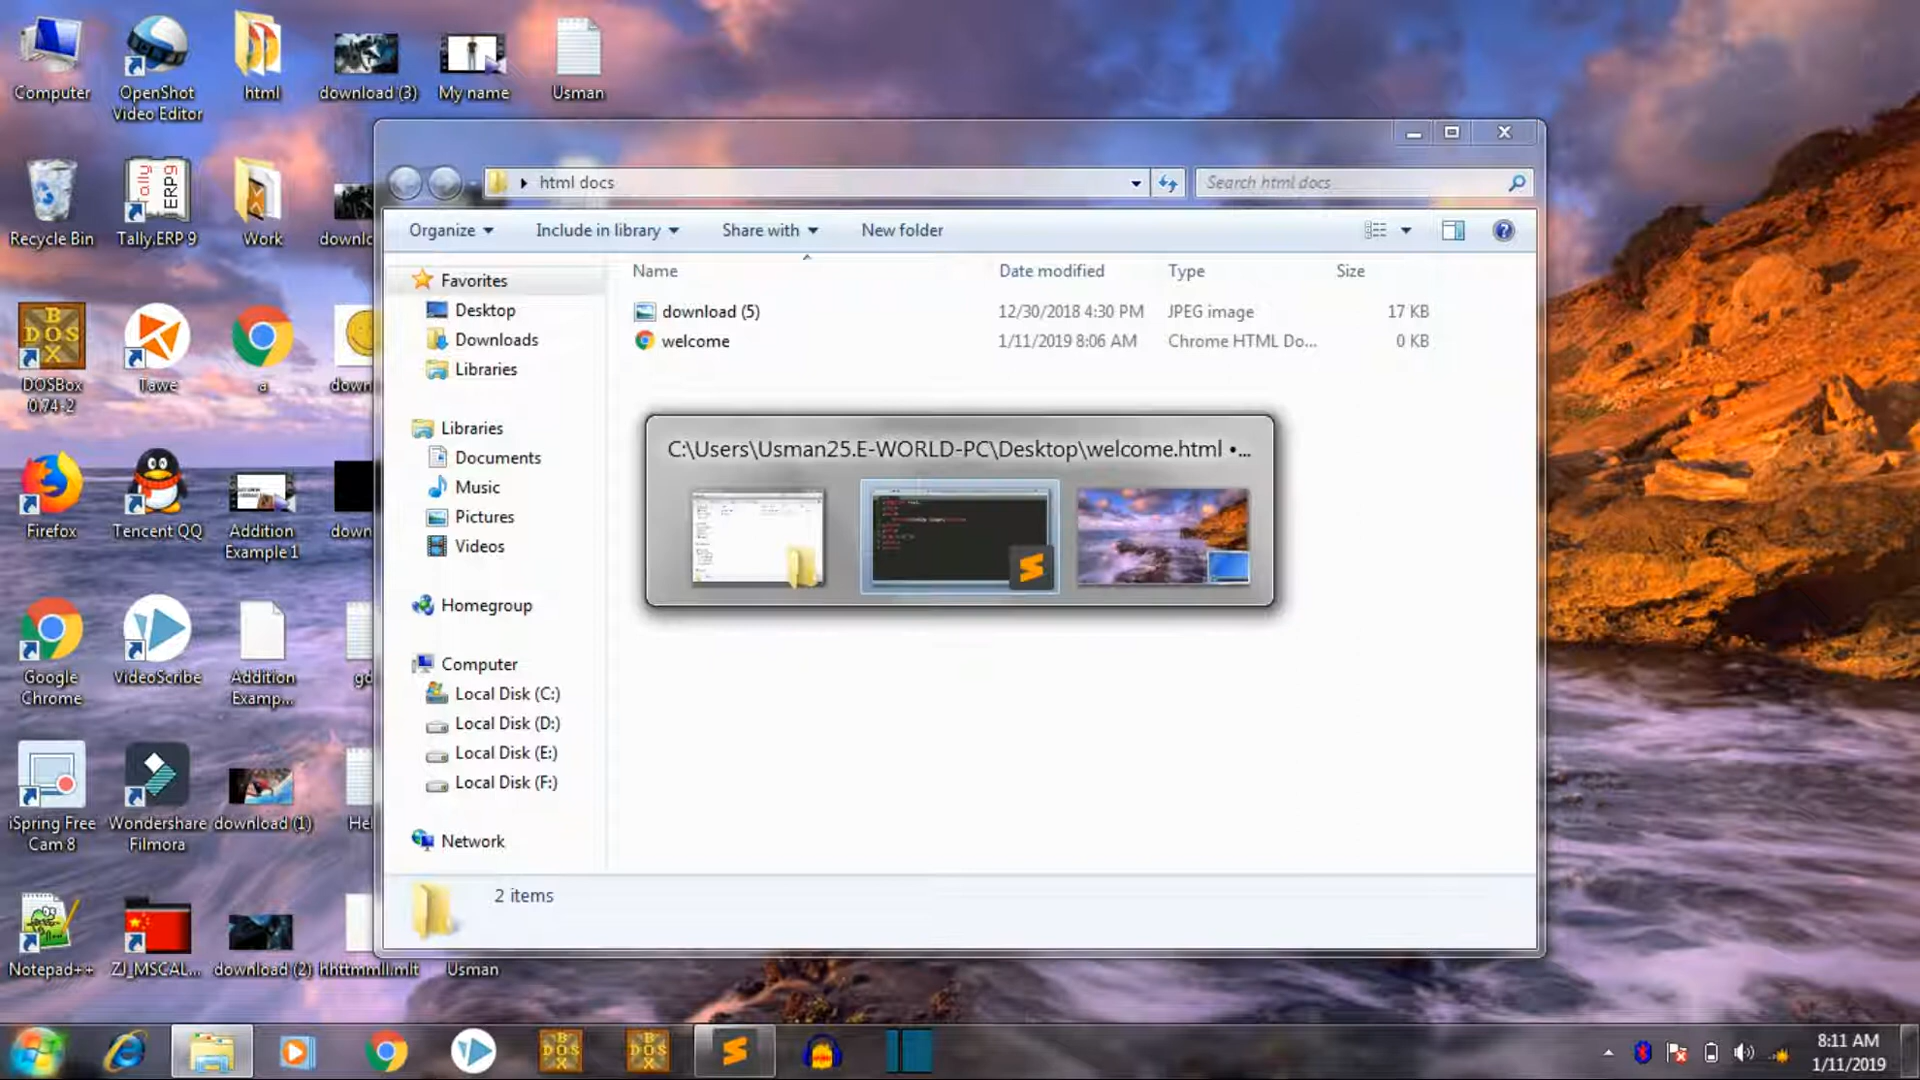 Computer
OpenShot
Video Editor
html
download (3)
My name
Usman
Recycle Bin
Tally.ERP 9
Work
DOSBox
0.74-2
Tawe
a
Firefox
Tencent QQ
Addition
Example 1
Google
Chrome
VideoScribe
Addition
Examp...
iSpring Free
Cam 8
Wondershare
Filmora
download (1)
Notepad++
ZJ_MSCAL...
download (2)
hhttmmll.mlt
Usman
html docs
Search html docs
Organize
Include in library
Share with
New folder
Name
Date modified
Type
Size
download (5)
12/30/2018 4:30 PM
JPEG image
17 KB
welcome
1/11/2019 8:06 AM
Chrome HTML Do...
0 KB
Favorites
Desktop
Downloads
Libraries
Libraries
Documents
Music
Pictures
Videos
Homegroup
Computer
Local Disk (C:)
Local Disk (D:)
Local Disk (E:)
Local Disk (F:)
Network
C:\Users\Usman25.E-WORLD-PC\Desktop\welcome.html •...
2 items
8:11 AM
1/11/2019